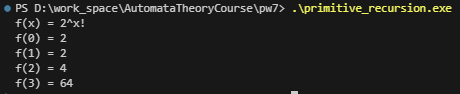 PS D:\work_space\AutomataTheoryCourse\pw7> .\primitive_recursion.exe
f(x) = 2^x!
f(0) = 2
f(1) = 2
f(2) = 4
f(3) = 64